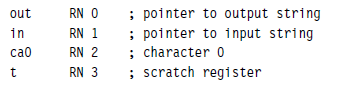 out RN 0 ; pointer to output string
in RN 1 ; pointer to input string
ca0 RN 2 ; character 0
t RN 3 ; scratch register